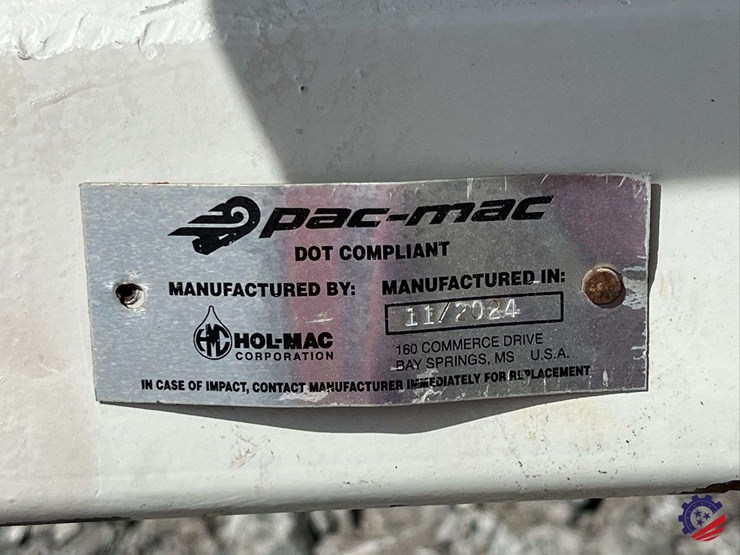 pac-mac
DOT COMPLIANT
MANUFACTURED BY:
HMC HOL-MAC
CORPORATION
MANUFACTURED IN:
11/2024
160 COMMERCE DRIVE
BAY SPRINGS, MS U.S.A.
IN CASE OF IMPACT, CONTACT MANUFACTURER IMMEDIATELY FOR REPLACEMENT